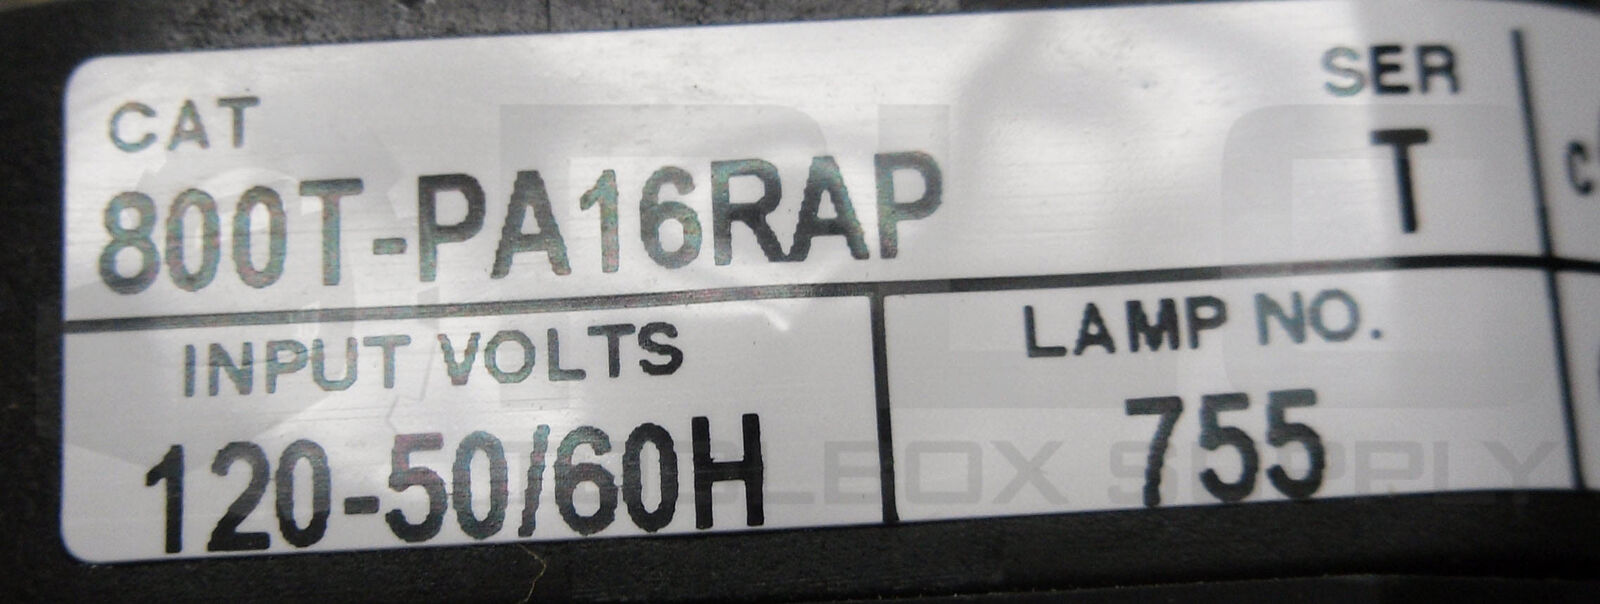 CAT
SER
800T-PA16RAP
T
INPUT VOLTS
LAMP NO.
120-50/60H
755